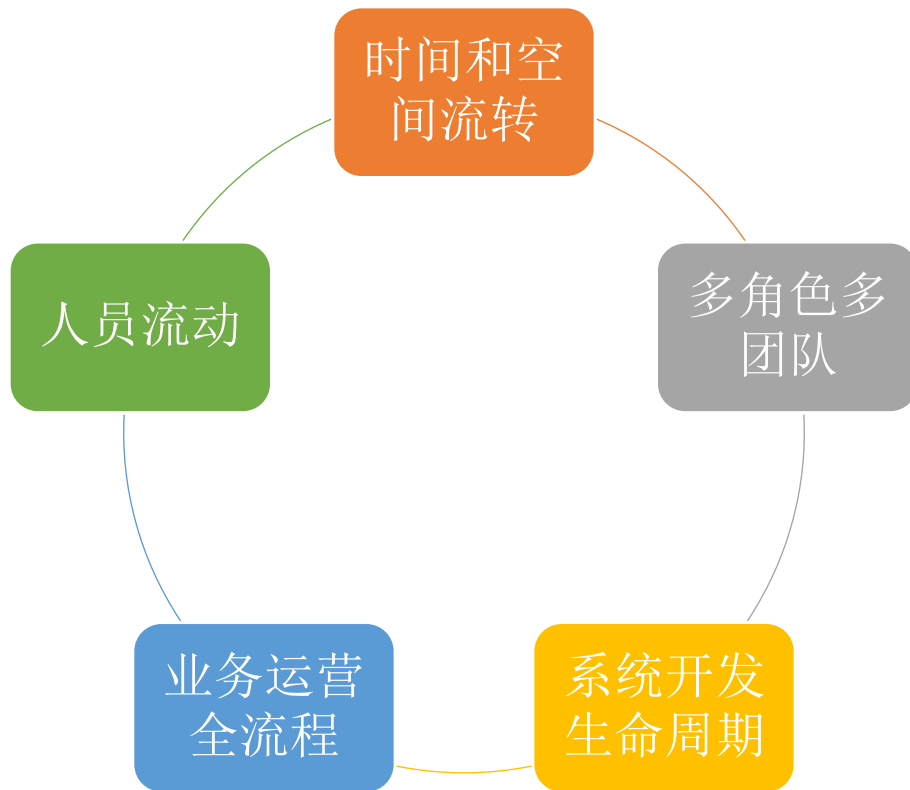 时间和空
间流转
多角色多
团队
系统开发
生命周期
业务运营
全流程
人员流动